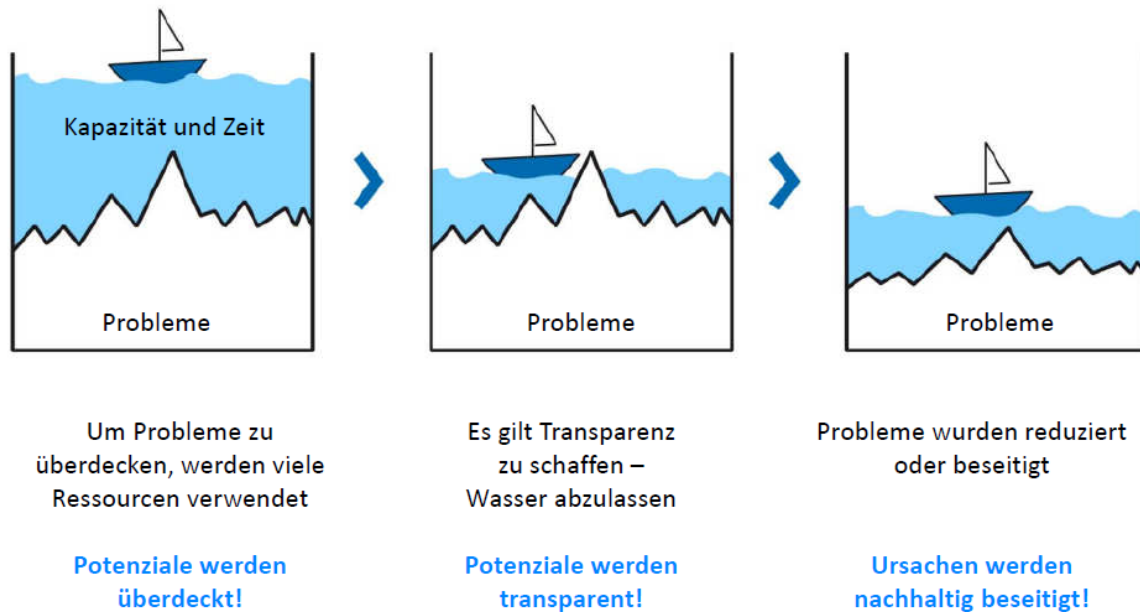 Kapazität und Zeit
Probleme
Probleme
Probleme
Um Probleme zu
überdecken, werden viele
Ressourcen verwendet
Potenziale werden
überdeckt!
Es gilt Transparenz
zu schaffen –
Wasser abzulassen
Potenziale werden
transparent!
Probleme wurden reduziert
oder beseitigt
Ursachen werden
nachhaltig beseitigt!